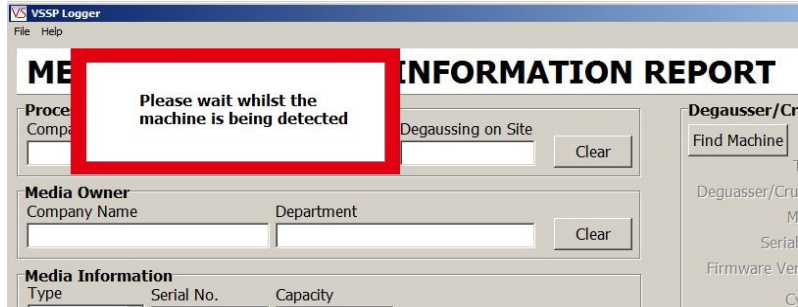 VS VSSP Logger
File Help
ME INFORMATION REPORT
Please wait whilst the
machine is being detected
Proce
Compa Degaussing on Site
Clear
Media Owner
Company Name Department
Clear
Media Information
Type Serial No. Capacity
Degausser/Cr
Find Machine
T
Deguasser/Cru
M
Serial
Firmware Ver